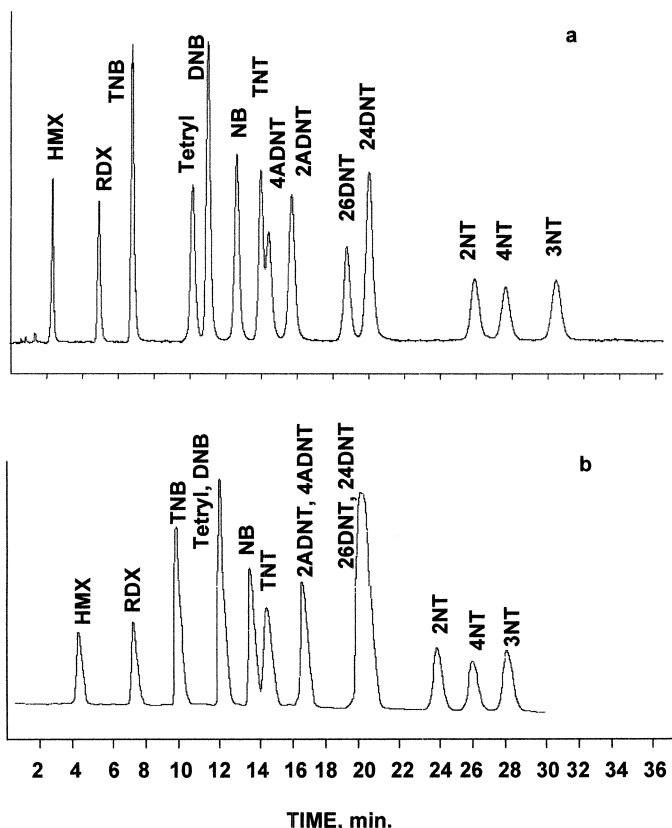 a
HMX
RDX
TNB
Tetryl
DNB
NB
TNT
4ADNT
2ADNT
26DNT
24DNT
2NT
4NT
3NT
b
HMX
RDX
TNB
Tetryl, DNB
NB
TNT
2ADNT, 4ADNT
26DNT, 24DNT
2NT
4NT
3NT
2 4 6 8 10 12 14 16 18 20 22 24 26 28 30 32 34 36
TIME, min.